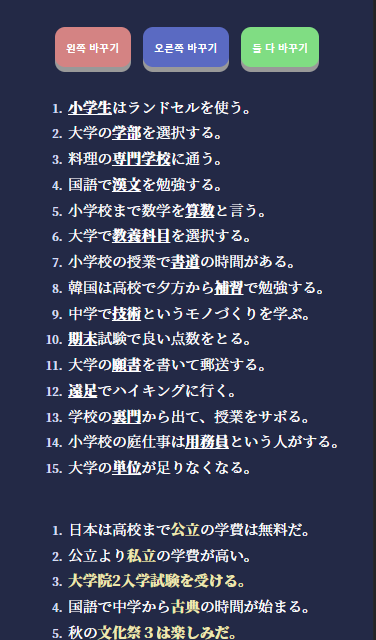 왼쪽 바꾸기 오른쪽 바꾸기 둘 다 바꾸기
1. 小学生はランドセルを使う。
2. 大学の学部を選択する。
3. 料理の専門学校に通う。
4. 国語で漢文を勉強する。
5. 小学校まで数学を算数と言う。
6. 大学で教養科目を選択する。
7. 小学校の授業で書道の時間がある。
8. 韓国は高校で夕方から補習で勉強する。
9. 中学で技術というモノづくりを学ぶ。
10. 期末試験で良い点数をとる。
11. 大学の願書を書いて郵送する。
12. 遠足でハイキングに行く。
13. 学校の裏門から出て、授業をサボる。
14. 小学校の庭仕事は用務員という人がする。
15. 大学の単位が足りなくなる。
1. 日本は高校まで公立の学費は無料だ。
2. 公立より私立の学費が高い。
3. 大学院2入学試験を受ける。
4. 国語で中学から古典の時間が始まる。
5. 秋の文化祭３は楽しみだ。